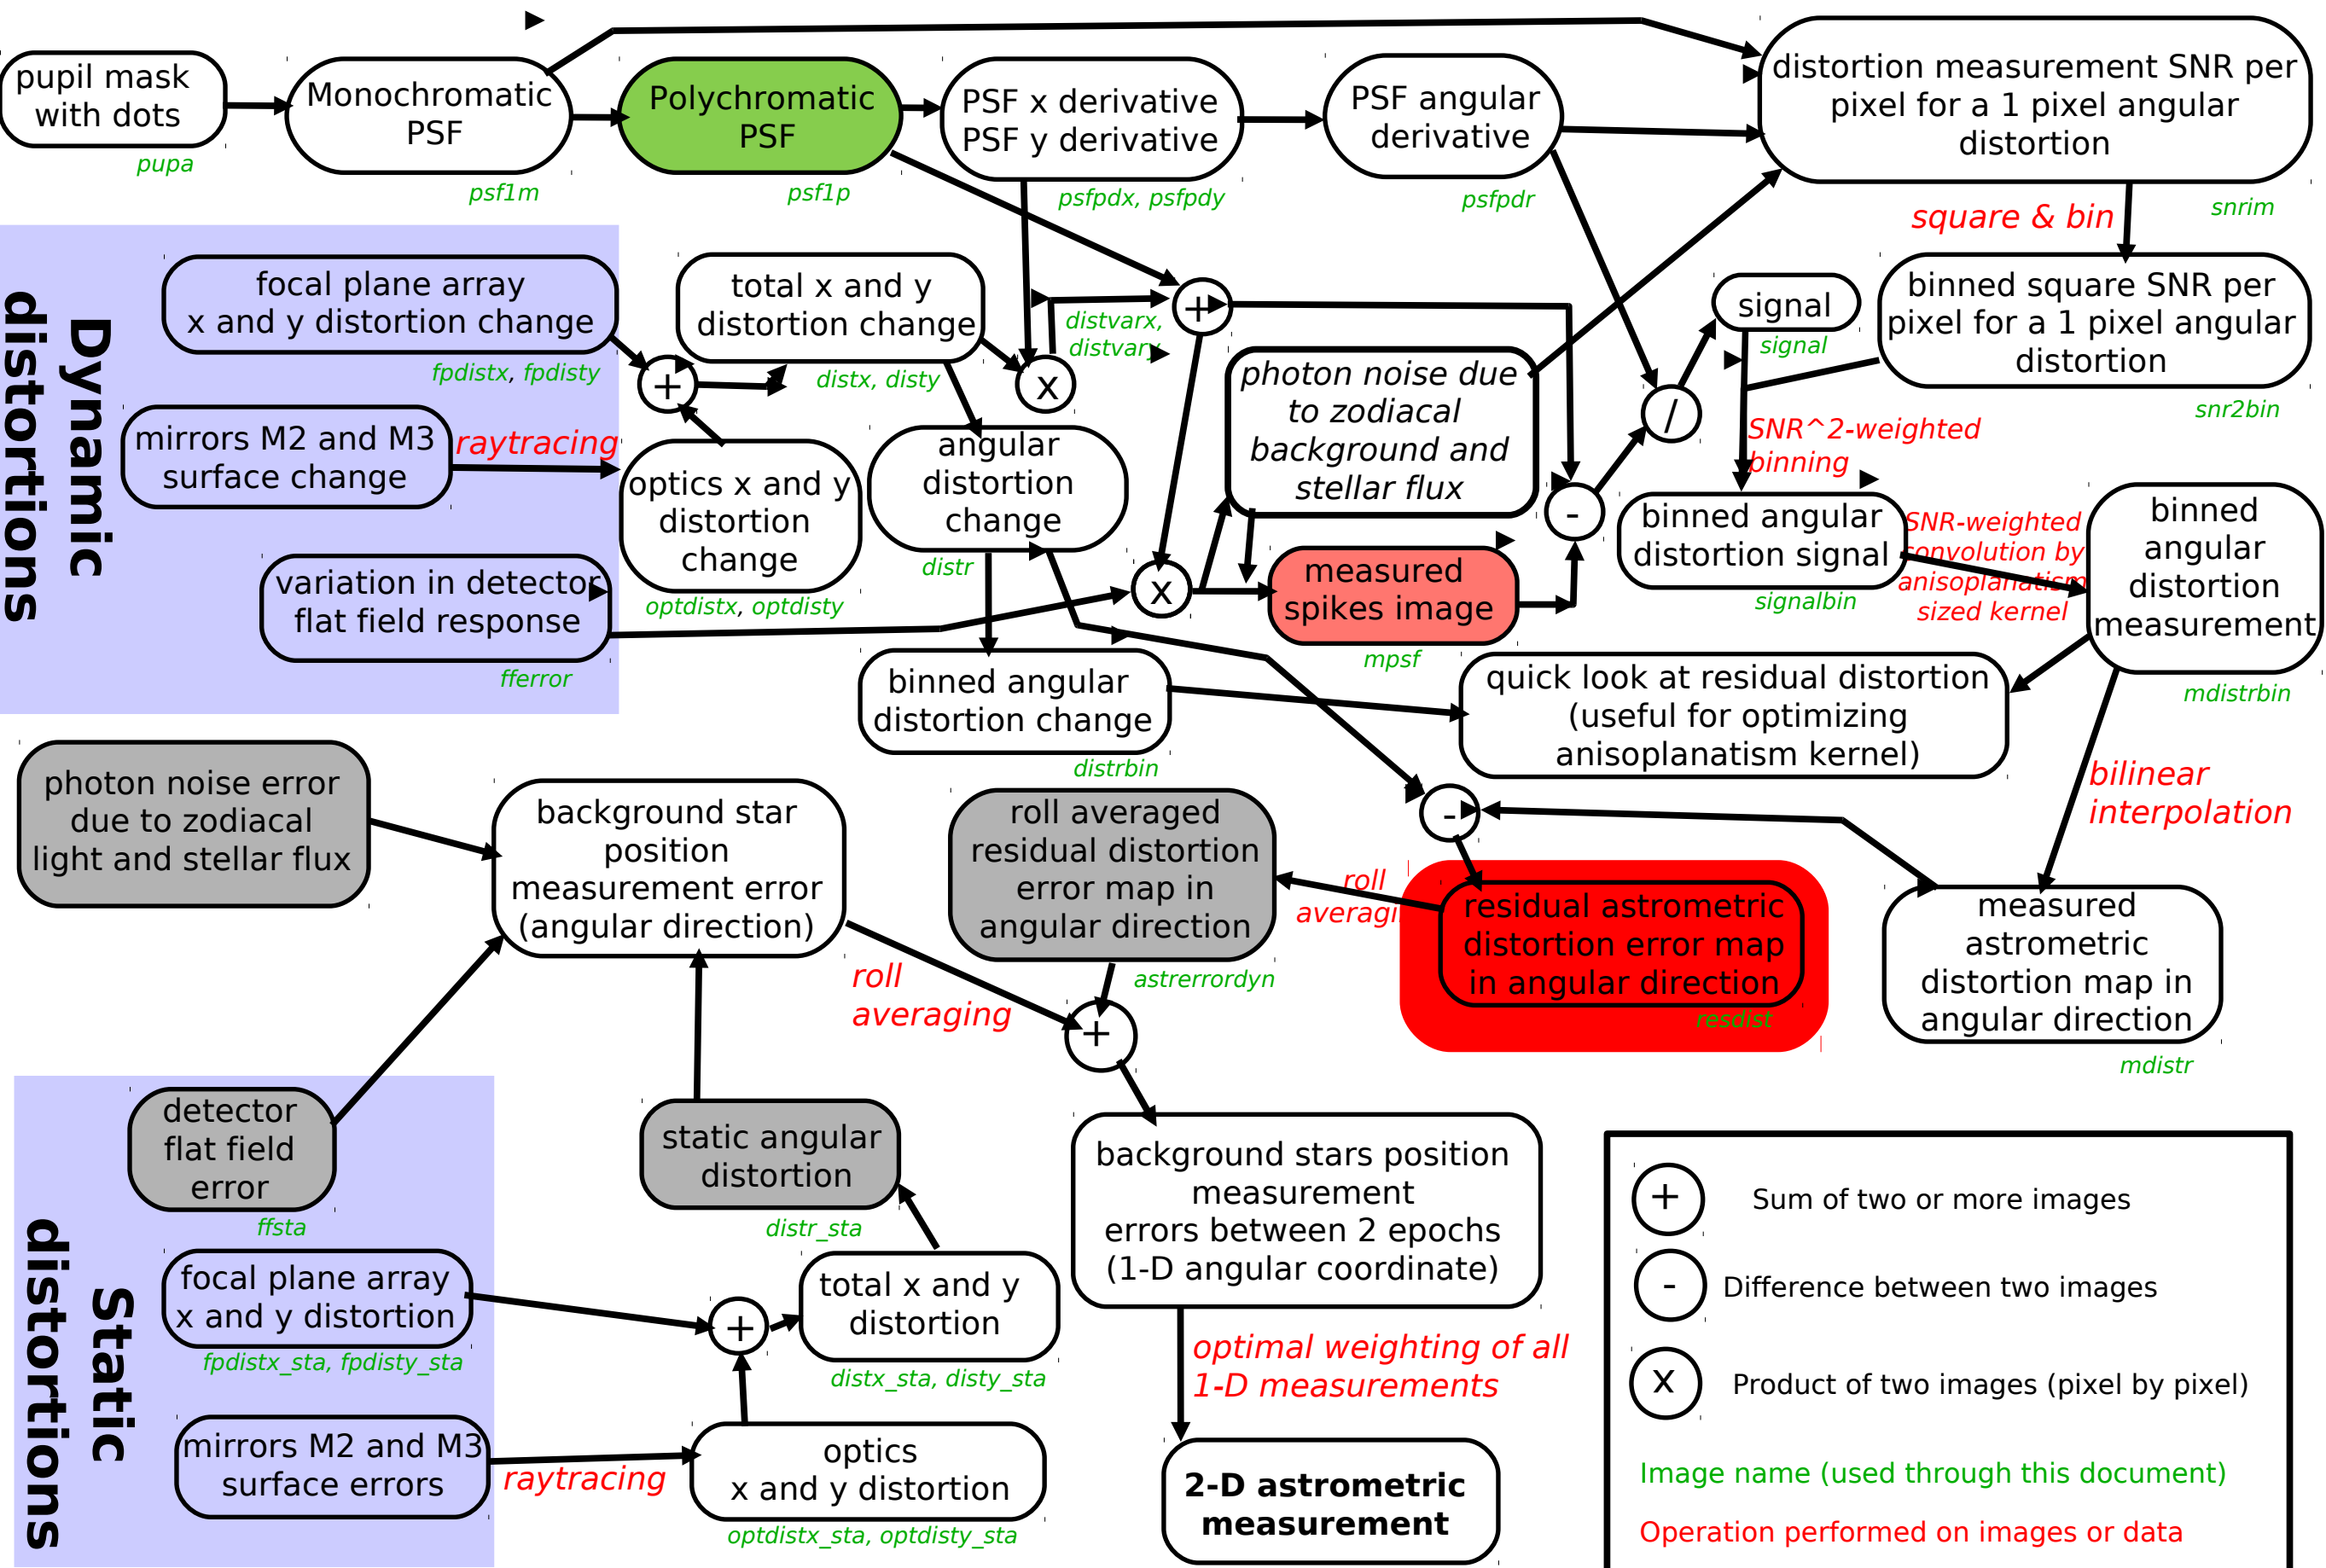 pupil mask
with dots
pupa
Monochromatic
PSF
psf1m
Polychromatic
PSF
psf1p
PSF x derivative
PSF y derivative
psfpdx, psfpdy
PSF angular
derivative
psfpdr
distortion measurement SNR per
pixel for a 1 pixel angular
distortion
snrim
square & bin
Dynamic
distortions
focal plane array
x and y distortion change
fpdistx, fpdisty
mirrors M2 and M3
surface change
raytracing
variation in detector
flat field response
fferror
+
total x and y
distortion change
distx, disty
optics x and y
distortion
change
optdistx, optdisty
x
distvarx,
distvary
+
angular
distortion
change
distr
photon noise due
to zodiacal
background and
stellar flux
x
measured
spikes image
mpsf
-
/
signal
signal
binned square SNR per
pixel for a 1 pixel angular
distortion
snr2bin
SNR^2-weighted
binning
binned angular
distortion signal
signalbin
SNR-weighted
convolution by
anisoplanatism
sized kernel
binned
angular
distortion
measurement
mdistrbin
binned angular
distortion change
distrbin
quick look at residual distortion
(useful for optimizing
anisoplanatism kernel)
bilinear
interpolation
photon noise error
due to zodiacal
light and stellar flux
background star
position
measurement error
(angular direction)
roll averaged
residual distortion
error map in
angular direction
astrerrordyn
roll
averagi
-
residual astrometric
distortion error map
in angular direction
resdist
measured
astrometric
distortion map in
angular direction
mdistr
roll
averaging
+
Static
distortions
detector
flat field
error
ffsta
static angular
distortion
distr_sta
focal plane array
x and y distortion
fpdistx_sta, fpdisty_sta
+
total x and y
distortion
distx_sta, disty_sta
mirrors M2 and M3
surface errors
raytracing
optics
x and y distortion
optdistx_sta, optdisty_sta
background stars position
measurement
errors between 2 epochs
(1-D angular coordinate)
optimal weighting of all
1-D measurements
2-D astrometric
measurement
+ Sum of two or more images
- Difference between two images
x Product of two images (pixel by pixel)
Image name (used through this document)
Operation performed on images or data